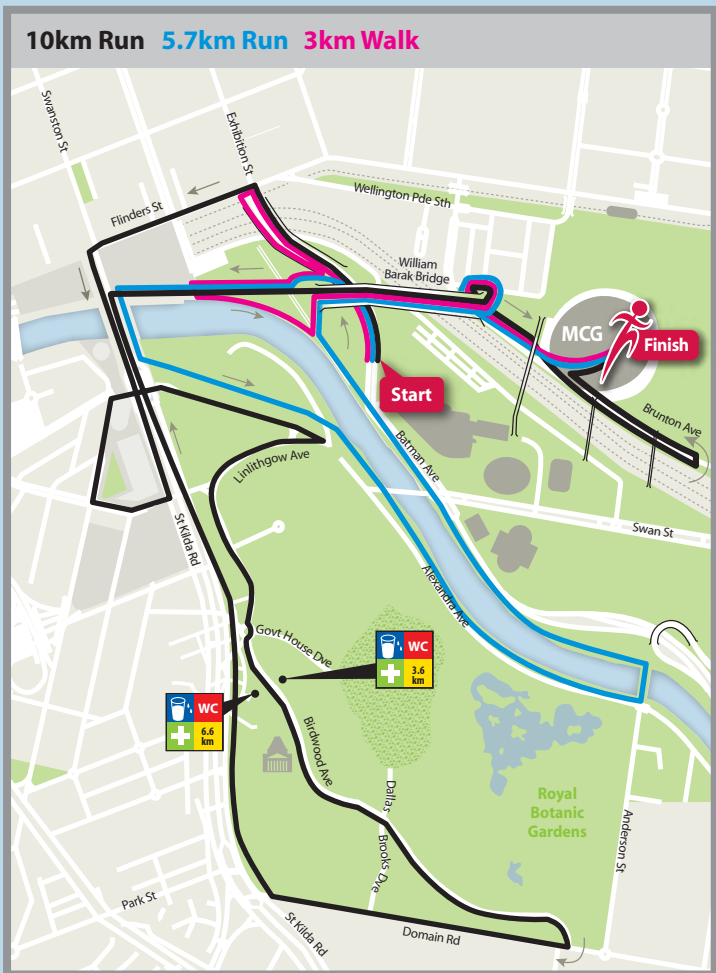 10km Run 5.7km Run 3km Walk
Swanston St
Exhibition St
Flinders St
Wellington Pde Sth
William
Barak Bridge
MCG
Finish
Start
Brunton Ave
Batman Ave
Linlithgow Ave
Swan St
St Kilda Rd
Alexandra Ave
Govt House Dve
WC
3.6
km
WC
6.6
km
Birdwood Ave
Dallas
Brooks Dve
Royal
Botanic
Gardens
Anderson St
Park St
St Kilda Rd
Domain Rd